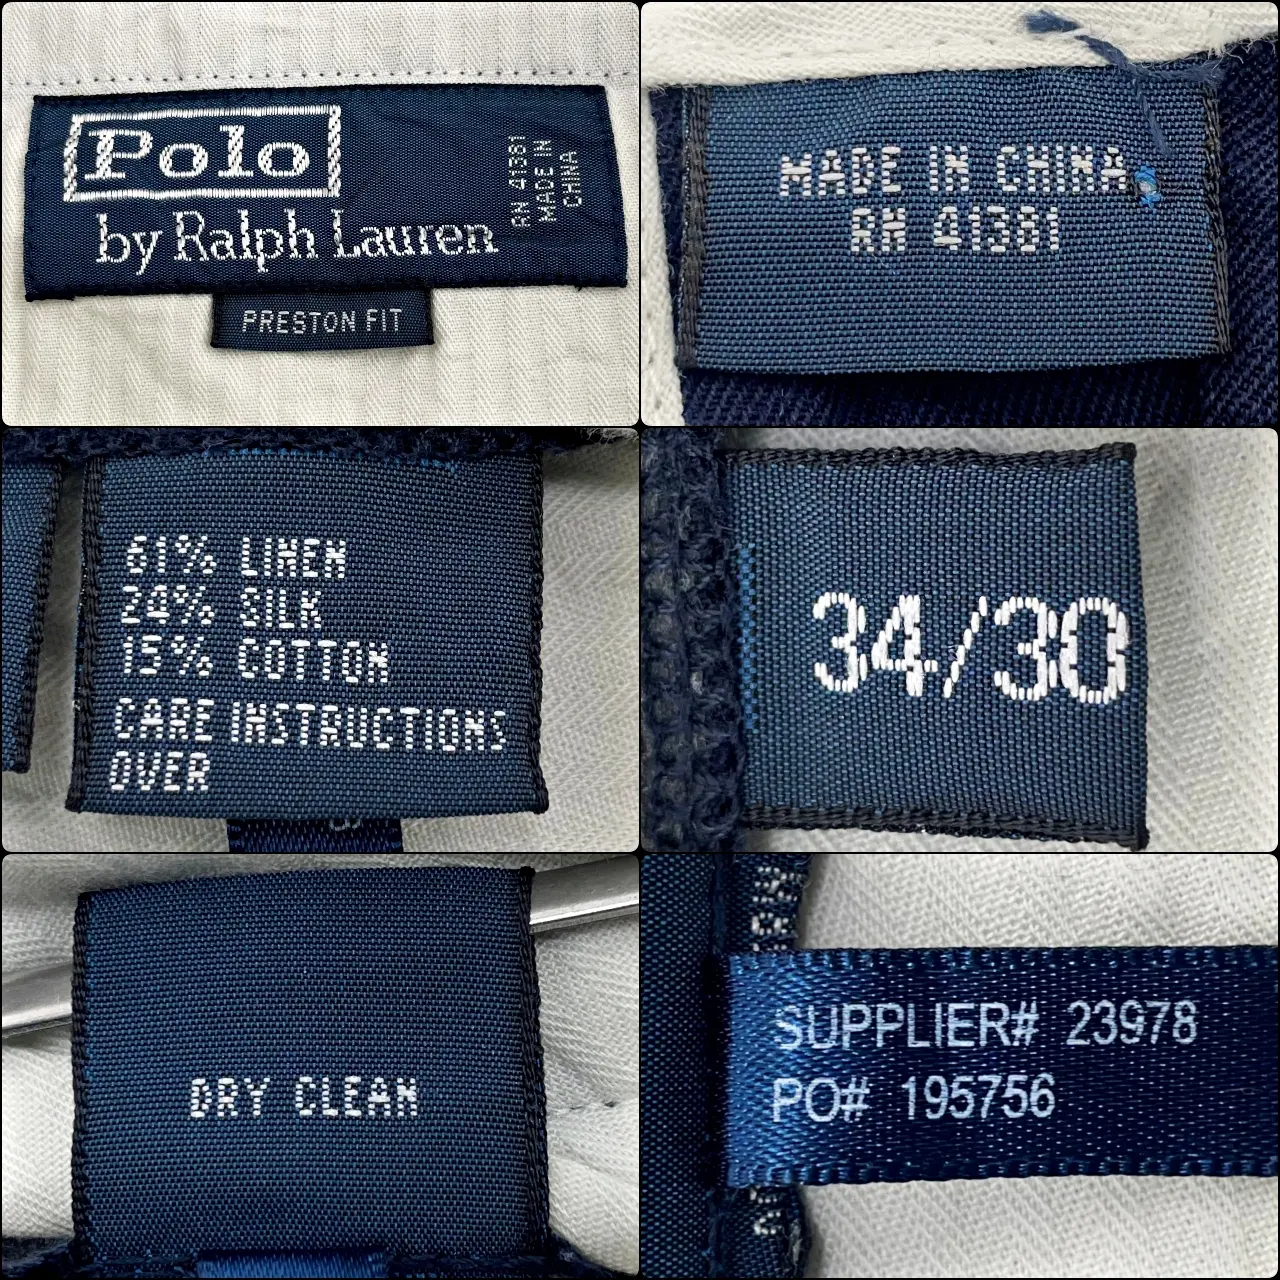 Polo
by Ralph Lauren
RN 41381
MADE IN
CHINA
PRESTON FIT
MADE IN CHINA
RN 41381
61% LINEN
24% SILK
15% COTTON
CARE INSTRUCTIONS
OVER
34/30
DRY CLEAN
SUPPLIER# 23978
PO# 195756